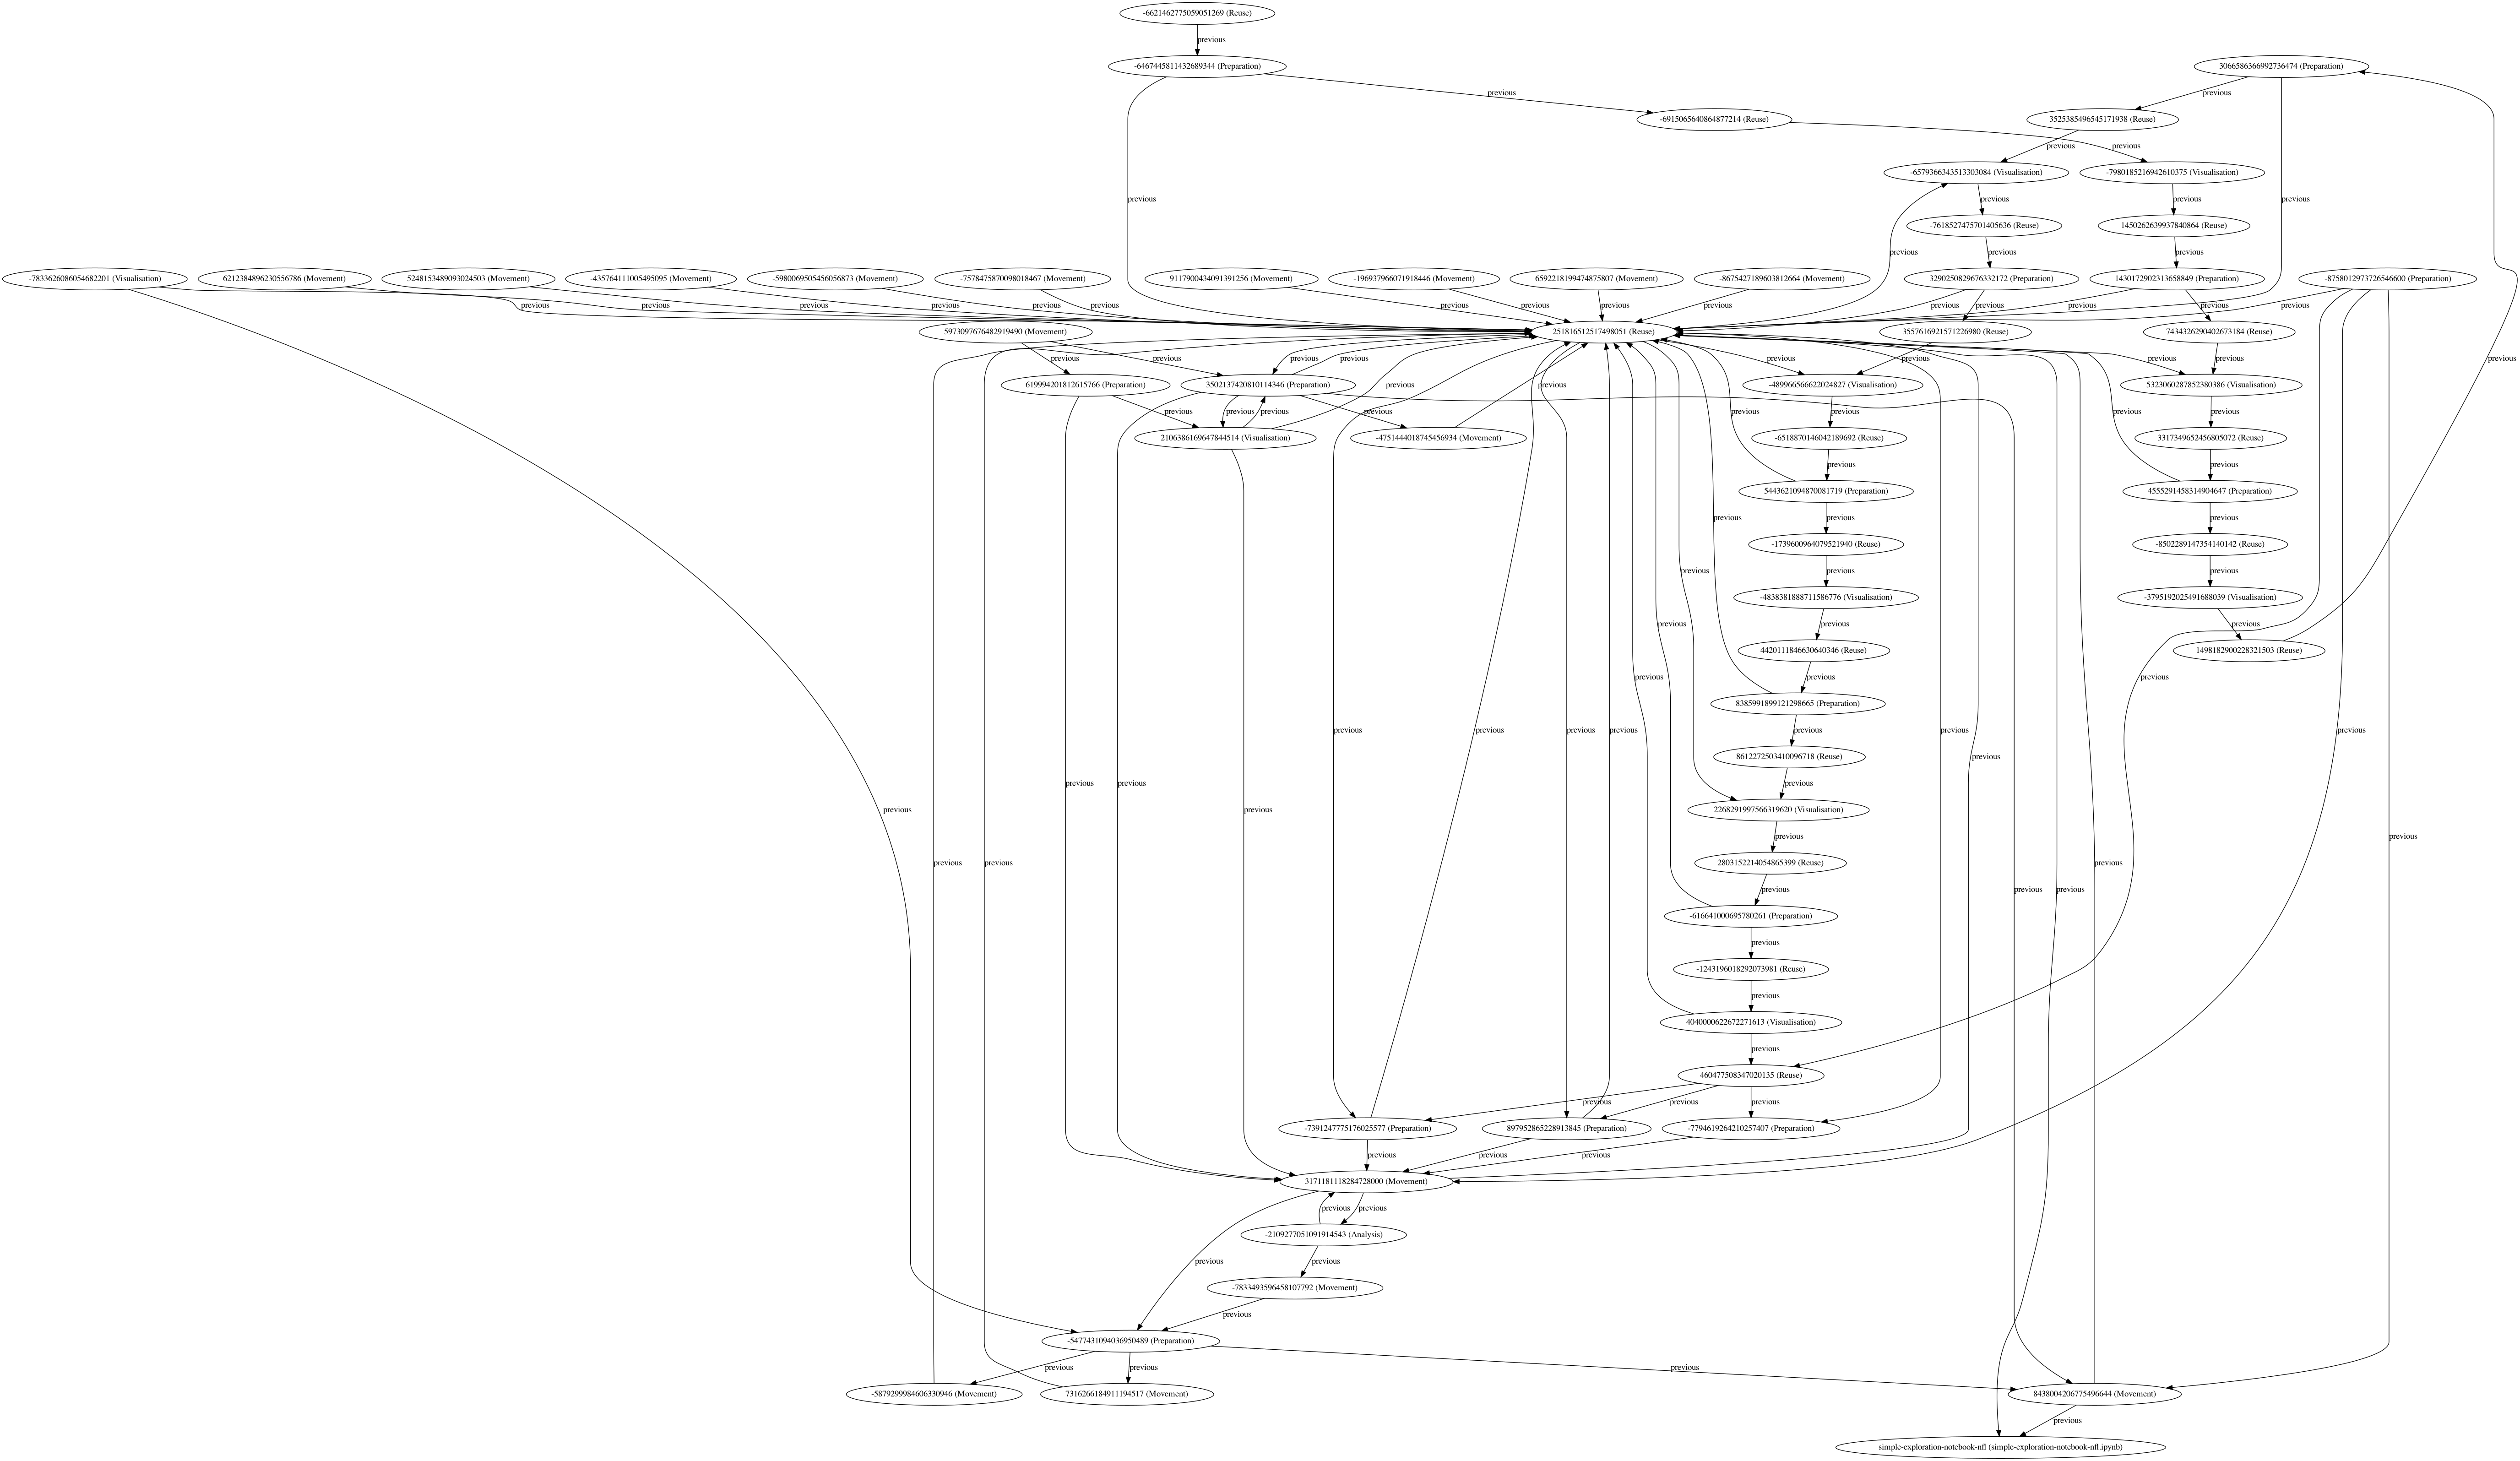 -6621462775059051269 (Reuse)
previous
-6467445811432689344 (Preparation)
3066586366992736474 (Preparation)
previous
previous
-6915065640864877214 (Reuse)
3525385496545171938 (Reuse)
previous
previous
-6579366343513303084 (Visualisation)
-7980185216942610375 (Visualisation)
previous
previous
previous
previous
-7618527475701405636 (Reuse)
1450262639937840864 (Reuse)
previous
previous
previous
-7833626086054682201 (Visualisation)
6212384896230556786 (Movement)
5248153489093024503 (Movement)
-435764111005495095 (Movement)
-5980069505456056873 (Movement)
-7578475870098018467 (Movement)
9117900434091391256 (Movement)
-196937966071918446 (Movement)
6592218199474875807 (Movement)
-8675427189603812664 (Movement)
3290250829676332172 (Preparation)
1430172902313658849 (Preparation)
-8758012973726546600 (Preparation)
previous
previous
previous
previous
previous
previous
previous
previous
previous
previous
previous
previous
previous
previous
5973097676482919490 (Movement)
251816512517498051 (Reuse)
3557616921571226980 (Reuse)
7434326290402673184 (Reuse)
previous
previous
previous
previous
previous
previous
previous
previous
previous
619994201812615766 (Preparation)
3502137420810114346 (Preparation)
-489966566622024827 (Visualisation)
5323060287852380386 (Visualisation)
previous
previous
previous
previous
previous
previous
previous
previous
previous
previous
2106386169647844514 (Visualisation)
-4751444018745456934 (Movement)
-6518870146042189692 (Reuse)
3317349652456805072 (Reuse)
previous
previous
5443621094870081719 (Preparation)
4555291458314904647 (Preparation)
previous
previous
previous
-1739600964079521940 (Reuse)
-8502289147354140142 (Reuse)
previous
previous
previous
-4838381888711586776 (Visualisation)
-3795192025491688039 (Visualisation)
previous
previous
previous
4420111846630640346 (Reuse)
1498182900228321503 (Reuse)
previous
previous
previous
8385991899121298665 (Preparation)
previous
previous
previous
previous
previous
previous
previous
8612272503410096718 (Reuse)
previous
previous
previous
previous
2268291997566319620 (Visualisation)
previous
previous
previous
previous
2803152214054865399 (Reuse)
previous
previous
previous
previous
previous
-616641000695780261 (Preparation)
previous
-1243196018292073981 (Reuse)
previous
4040000622672271613 (Visualisation)
previous
460477508347020135 (Reuse)
previous
previous
previous
-7391247775176025577 (Preparation)
897952865228913845 (Preparation)
-7794619264210257407 (Preparation)
previous
previous
previous
3171181118284728000 (Movement)
previous
previous
-2109277051091914543 (Analysis)
previous
previous
-7833493596458107792 (Movement)
previous
-5477431094036950489 (Preparation)
previous
previous
previous
-5879299984606330946 (Movement)
7316266184911194517 (Movement)
8438004206775496644 (Movement)
previous
simple-exploration-notebook-nfl (simple-exploration-notebook-nfl.ipynb)